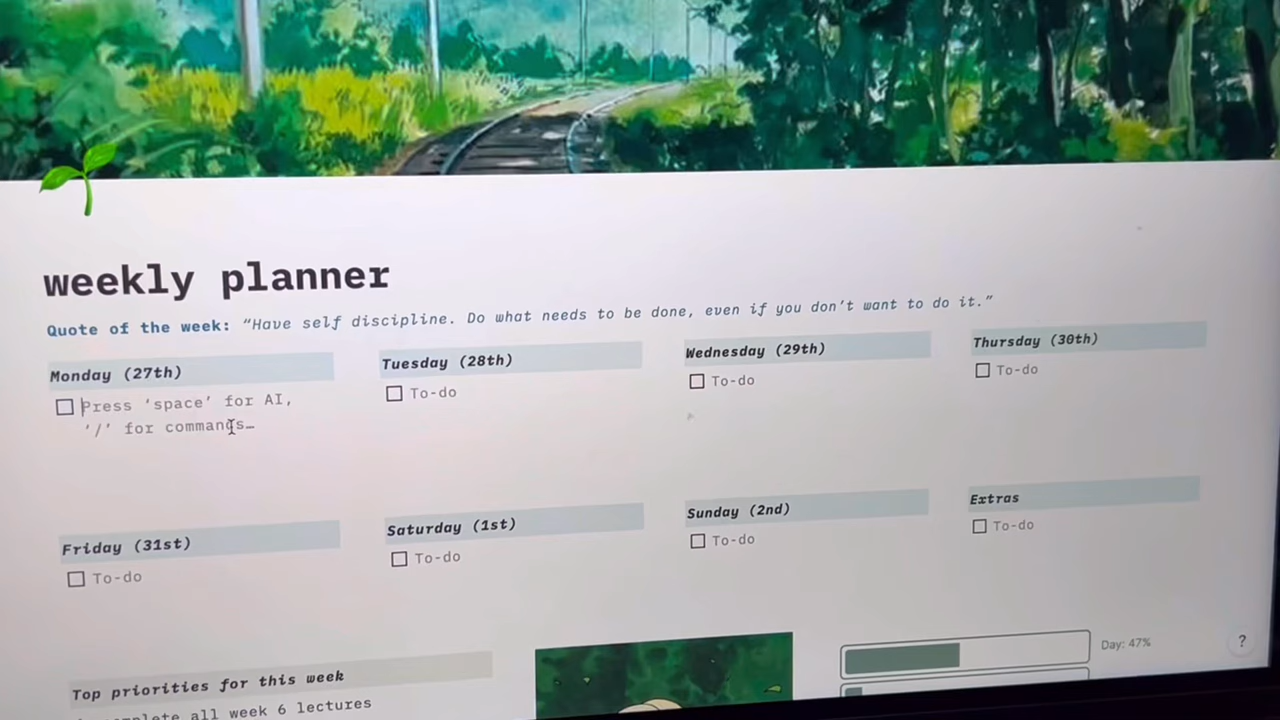 weekly planner
Quote of the week: “Have self discipline. Do what needs to be done, even if you don’t want to do it.”
Monday (27th)
Press ‘space’ for AI,
‘/’ for commands…
Tuesday (28th)
To-do
Wednesday (29th)
To-do
Thursday (30th)
To-do
Friday (31st)
To-do
Saturday (1st)
To-do
Sunday (2nd)
To-do
Extras
To-do
Top priorities for this week
complete all week 6 lectures
Day: 47%
?